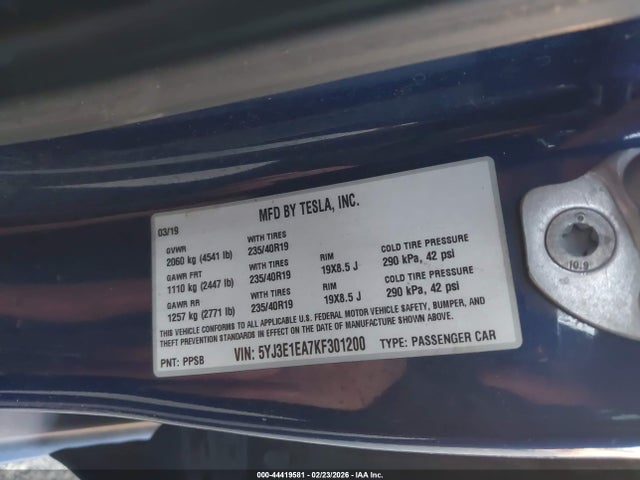 MFD BY TESLA, INC.
03/19
GVWR WITH TIRES
2060 kg (4541 lb) 235/40R19
GAWR FRT WITH TIRES RIM COLD TIRE PRESSURE
1110 kg (2447 lb) 235/40R19 19X8.5 J 290 kPa, 42 psi
GAWR RR WITH TIRES RIM COLD TIRE PRESSURE
1257 kg (2771 lb) 235/40R19 19X8.5 J 290 kPa, 42 psi
THIS VEHICLE CONFORMS TO ALL APPLICABLE U.S. FEDERAL MOTOR VEHICLE SAFETY, BUMPER, AND
THEFT PREVENTION STANDARDS IN EFFECT ON THE DATE OF MANUFACTURE SHOWN ABOVE.
PNT: PPSB VIN: 5YJ3E1EA7KF301200 TYPE: PASSENGER CAR
10.9
000-44419581 - 02/23/2026 - IAA Inc.